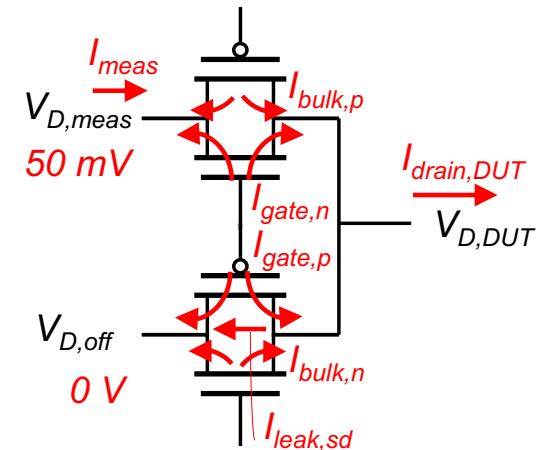 I_meas
V_D,meas
50 mV
I_bulk,p
I_drain,DUT
V_D,DUT
I_gate,n
I_gate,p
V_D,off
0 V
I_bulk,n
I_leak,sd